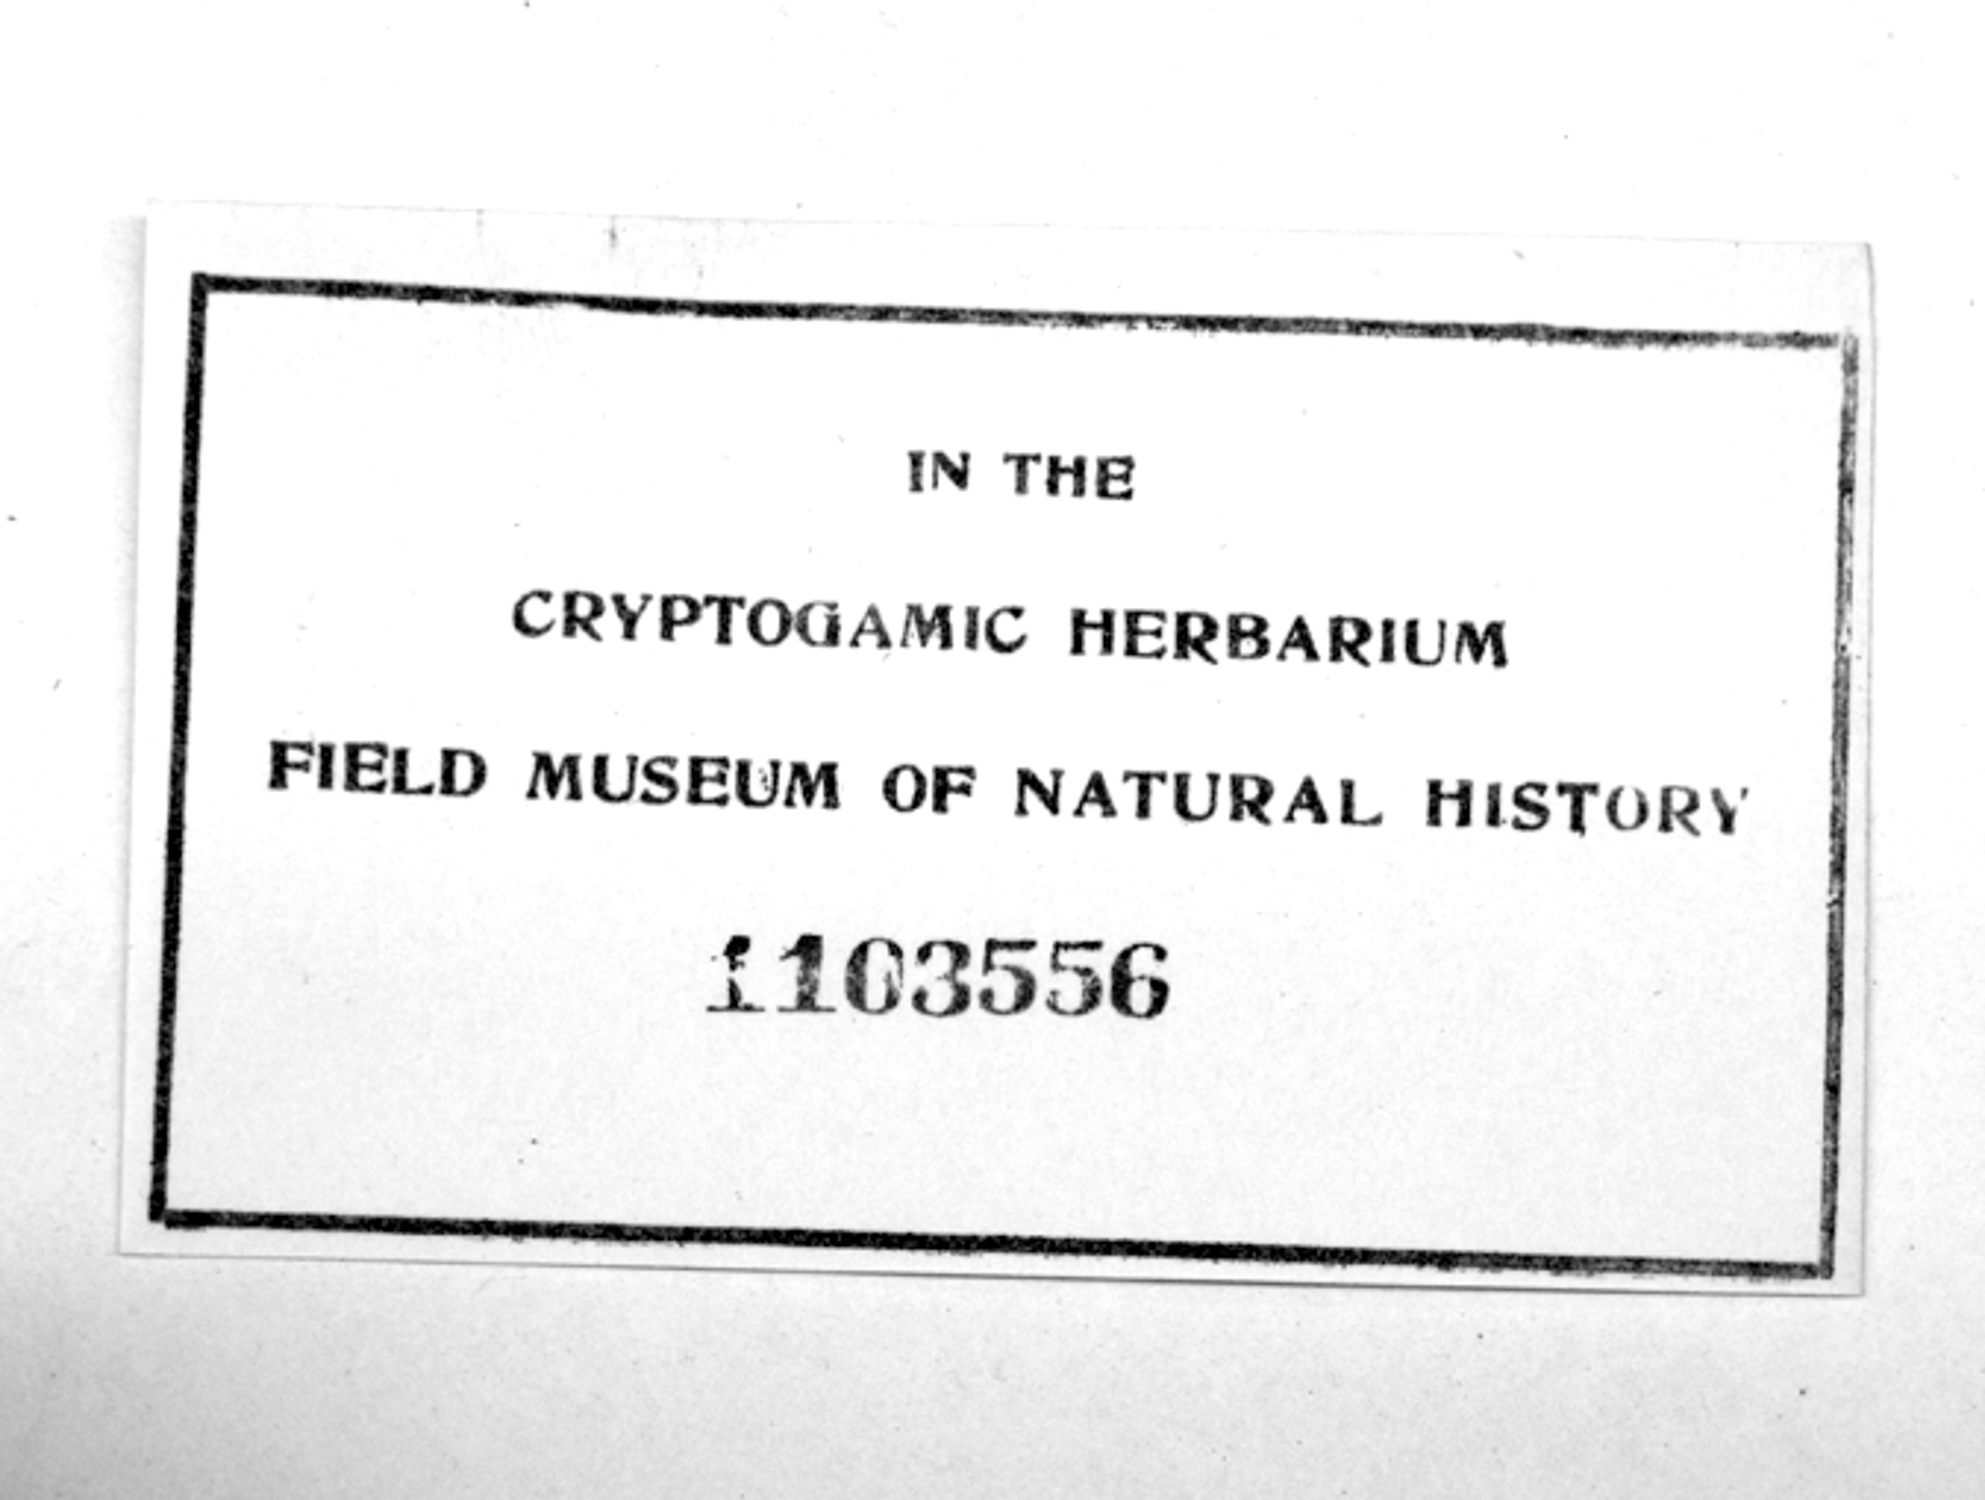 IN THE
CRYPTOGAMIC HERBARIUM
FIELD MUSEUM OF NATURAL HISTORY
1103556